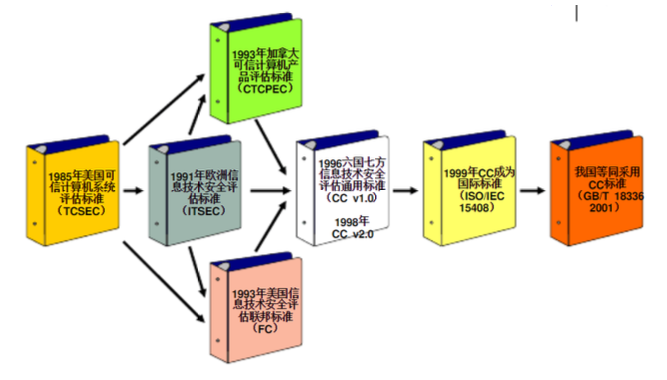 1993年加拿大
可信计算机产
品评估标准
（CTCPEC）
1985年美国可
信计算机系统
评估标准
（TCSEC）
1991年欧洲信
息技术安全评
估标准
（ITSEC）
1996六国七方
信息技术安全
评估通用标准
（CC v1.0）
1998年
CC v2.0
1999年CC成为
国际标准
（ISO/IEC
15408）
我国等同采用
CC标准
（GB/T 18336
2001）
1993年美国信
息技术安全评
估联邦标准
（FC）